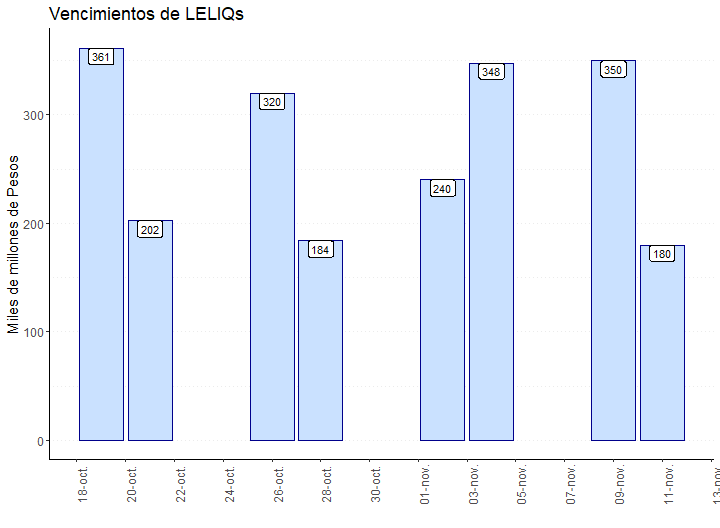 Vencimientos de LELIQs
Miles de millones de Pesos
300
200
100
0
361
202
320
184
240
348
350
180
18-oct.
20-oct.
22-oct.
24-oct.
26-oct.
28-oct.
30-oct.
01-nov.
03-nov.
05-nov.
07-nov.
09-nov.
11-nov.
13-nov